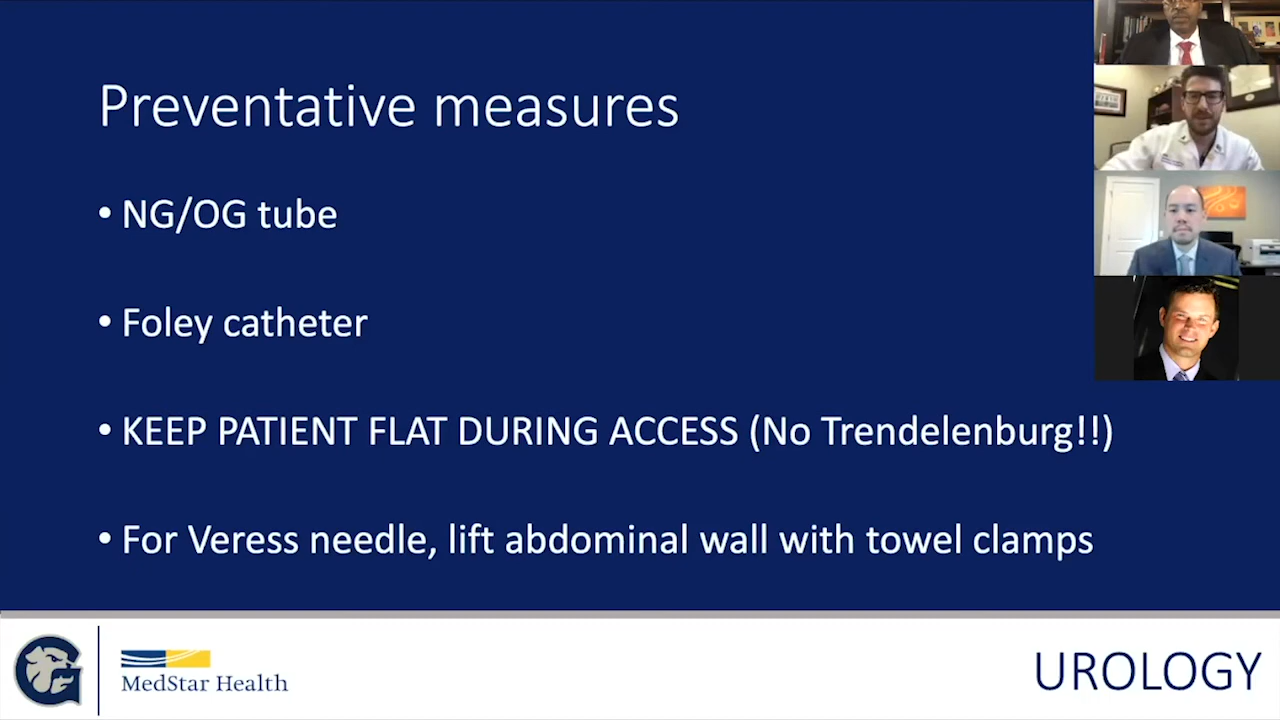 Preventative measures
• NG/OG tube
• Foley catheter
• KEEP PATIENT FLAT DURING ACCESS (No Trendelenburg!!)
• For Veress needle, lift abdominal wall with towel clamps
G
MedStar Health
UROLOGY